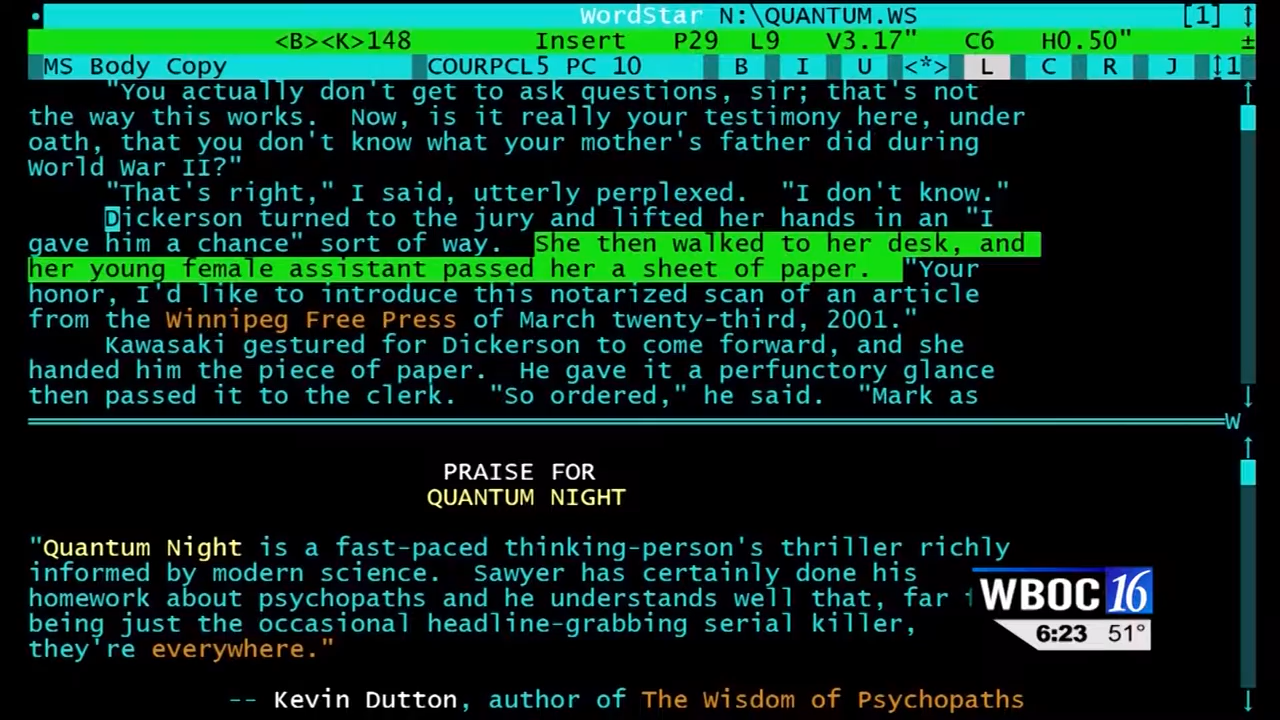 WordStar N:\QUANTUM.WS [1]
<B><K>148 Insert P29 L9 V3.17" C6 H0.50"
MS Body Copy COURPCL5 PC 10 B I U <*> L C R J 1
"You actually don't get to ask questions, sir; that's not
the way this works. Now, is it really your testimony here, under
oath, that you don't know what your mother's father did during
World War II?"
"That's right," I said, utterly perplexed. "I don't know."
Dickerson turned to the jury and lifted her hands in an "I
gave him a chance" sort of way. She then walked to her desk, and
her young female assistant passed her a sheet of paper. "Your
honor, I'd like to introduce this notarized scan of an article
from the Winnipeg Free Press of March twenty-third, 2001."
Kawasaki gestured for Dickerson to come forward, and she
handed him the piece of paper. He gave it a perfunctory glance
then passed it to the clerk. "So ordered," he said. "Mark as
W
PRAISE FOR
QUANTUM NIGHT
"Quantum Night is a fast-paced thinking-person's thriller richly
informed by modern science. Sawyer has certainly done his
homework about psychopaths and he understands well that, far
being just the occasional headline-grabbing serial killer,
they're everywhere."
-- Kevin Dutton, author of The Wisdom of Psychopaths
WBOC 16
6:23 51°